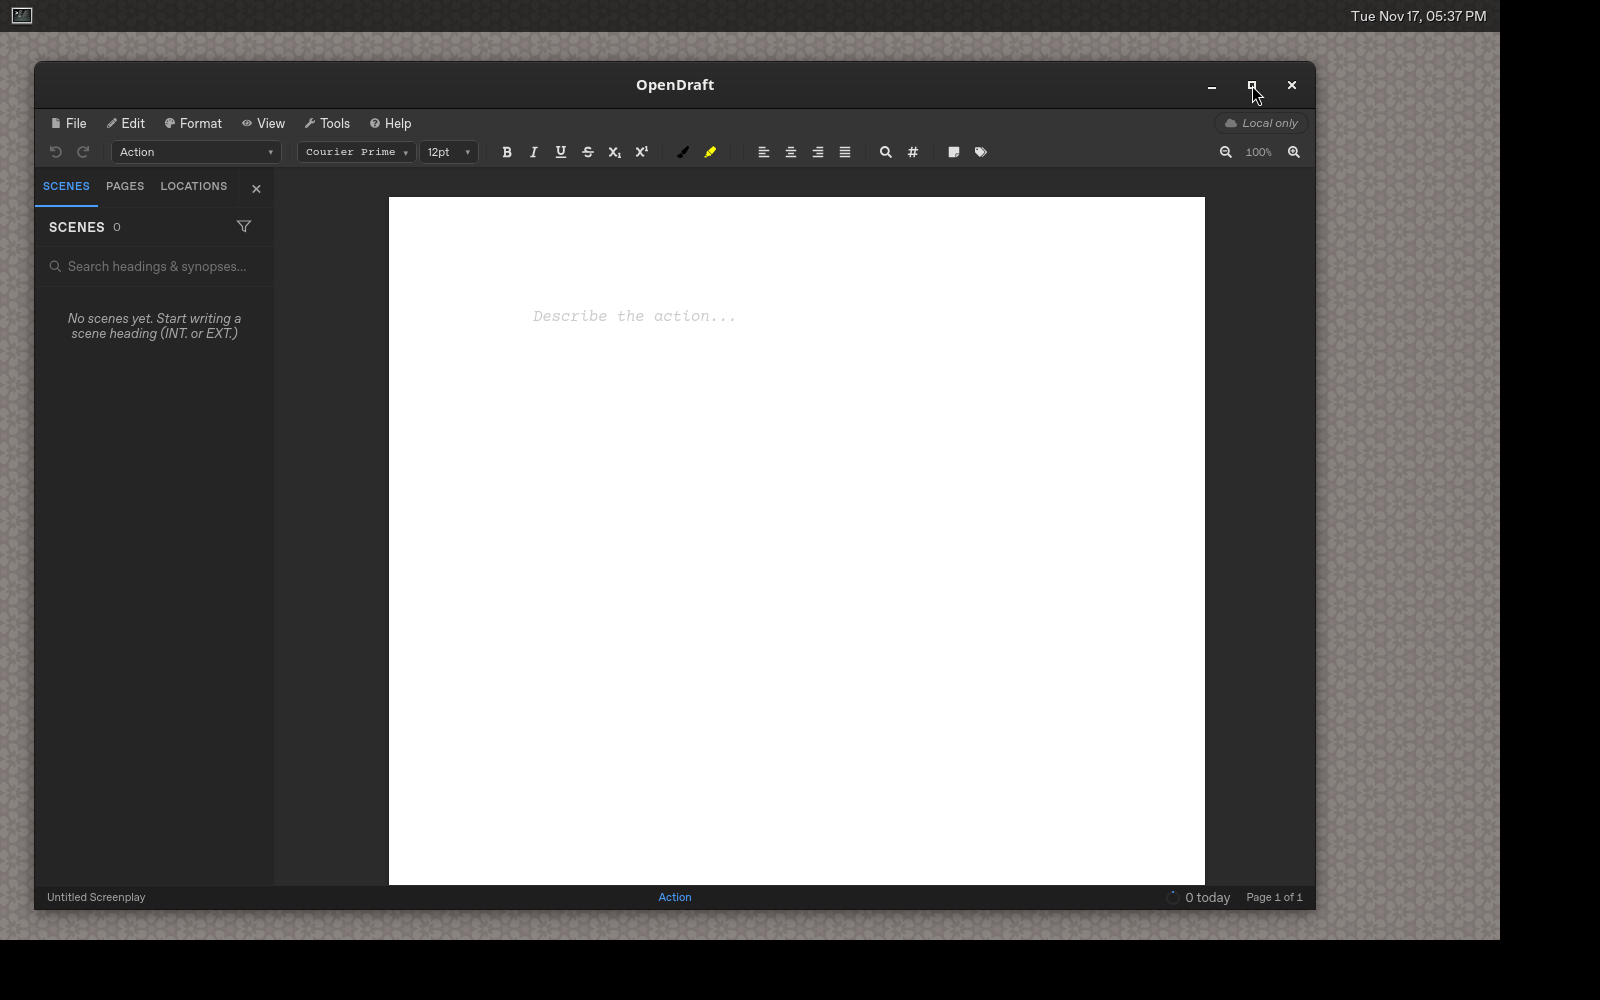 Tue Nov 17, 05:37 PM
OpenDraft
File Edit Format View Tools Help Local only
Action Courier Prime 12pt B I U S X₁ X¹ # 100%
SCENES PAGES LOCATIONS
SCENES 0
Search headings & synopses...
No scenes yet. Start writing a
scene heading (INT. or EXT.)
Describe the action...
Untitled Screenplay Action 0 today Page 1 of 1